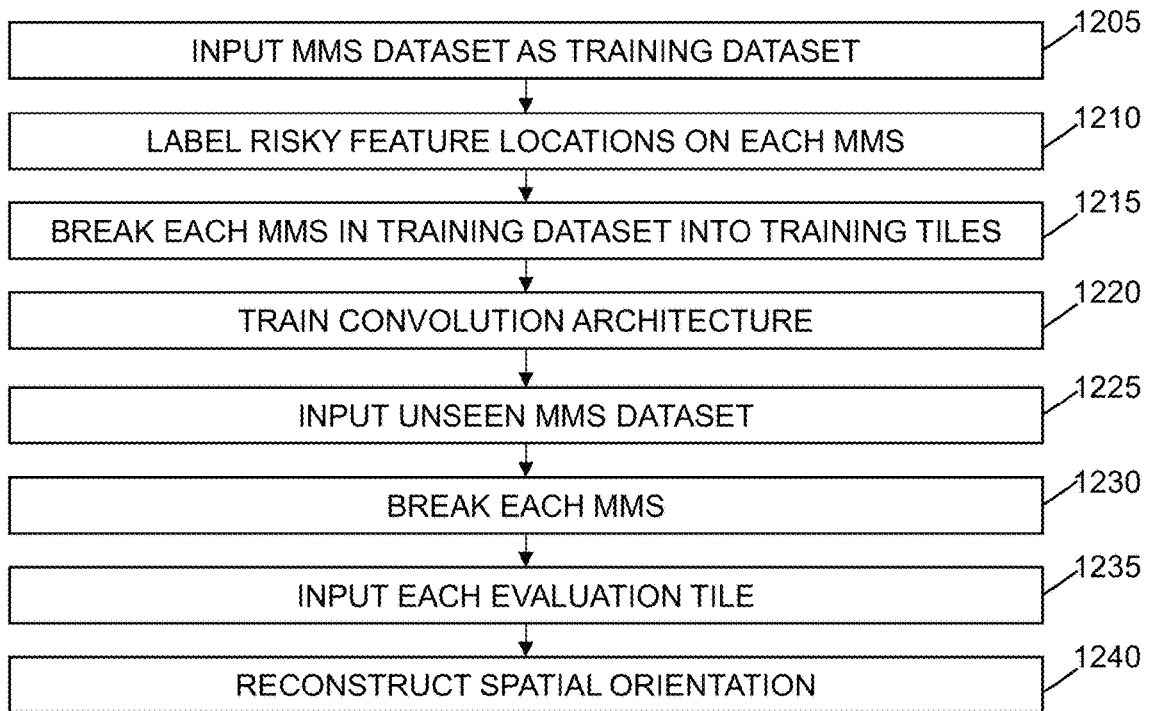 1205
INPUT MMS DATASET AS TRAINING DATASET
1210
LABEL RISKY FEATURE LOCATIONS ON EACH MMS
1215
BREAK EACH MMS IN TRAINING DATASET INTO TRAINING TILES
1220
TRAIN CONVOLUTION ARCHITECTURE
1225
INPUT UNSEEN MMS DATASET
1230
BREAK EACH MMS
1235
INPUT EACH EVALUATION TILE
1240
RECONSTRUCT SPATIAL ORIENTATION